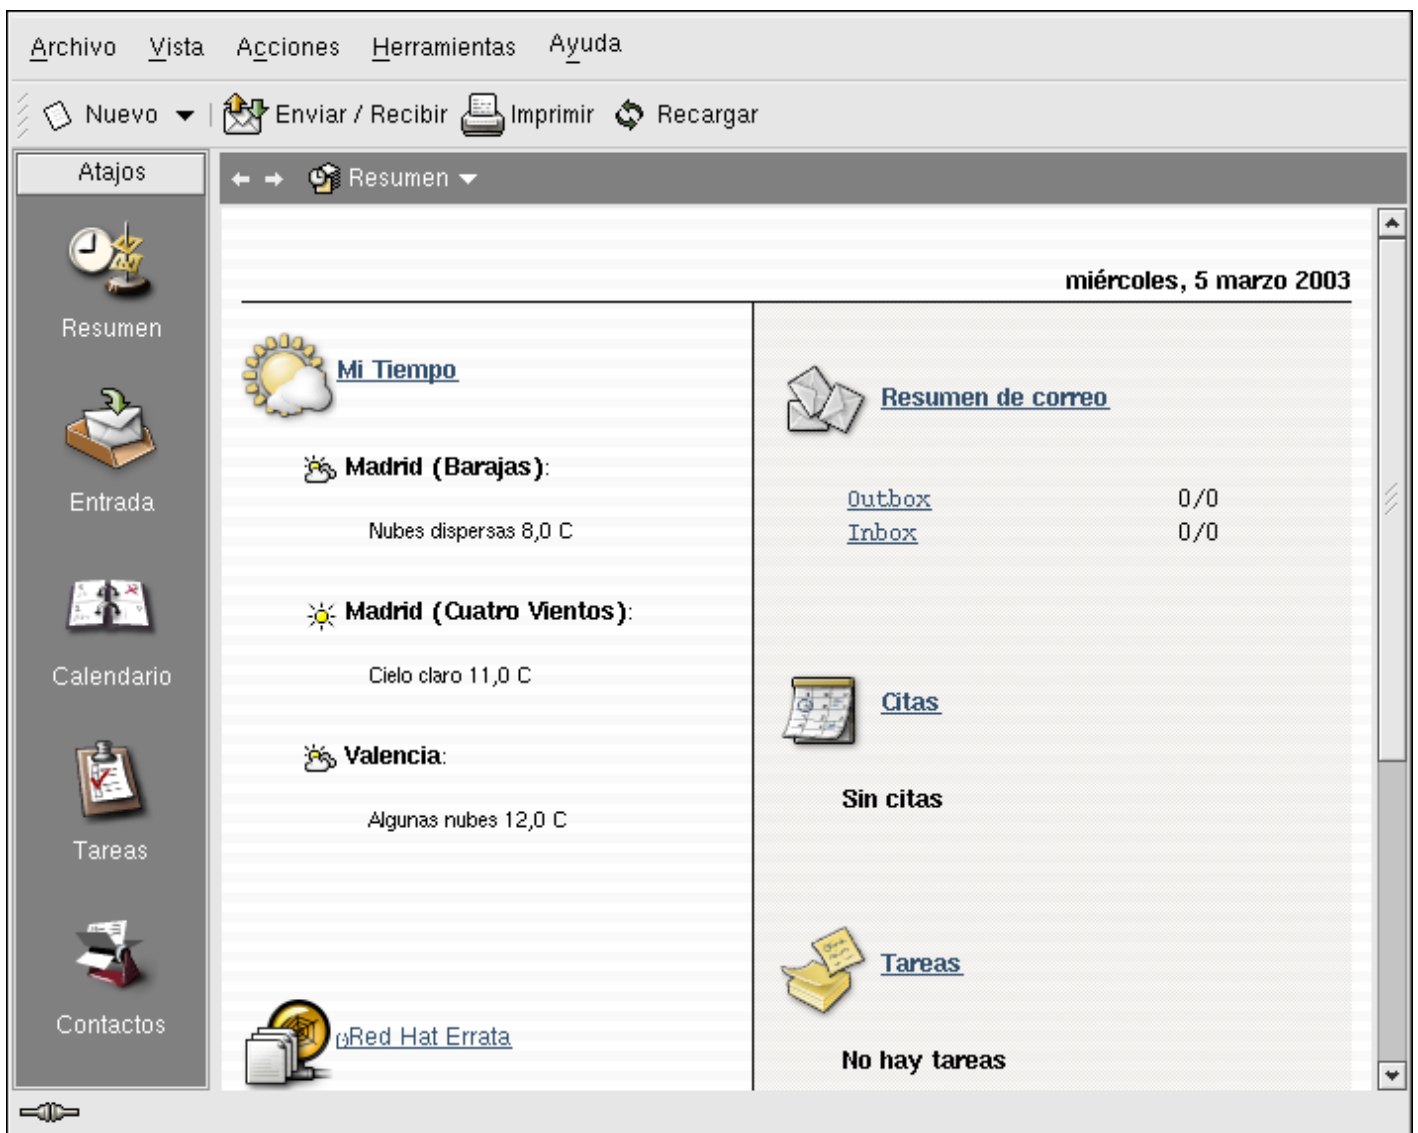 Archivo Vista Acciones Herramientas Ayuda
Nuevo Enviar / Recibir Imprimir Recargar
Atajos
Resumen
Entrada
Calendario
Tareas
Contactos
Resumen
miércoles, 5 marzo 2003
Mi Tiempo
Madrid (Barajas):
Nubes dispersas 8,0 C
Madrid (Cuatro Vientos):
Cielo claro 11,0 C
Valencia:
Algunas nubes 12,0 C
Red Hat Errata
Resumen de correo
Outbox 0/0
Inbox 0/0
Citas
Sin citas
Tareas
No hay tareas